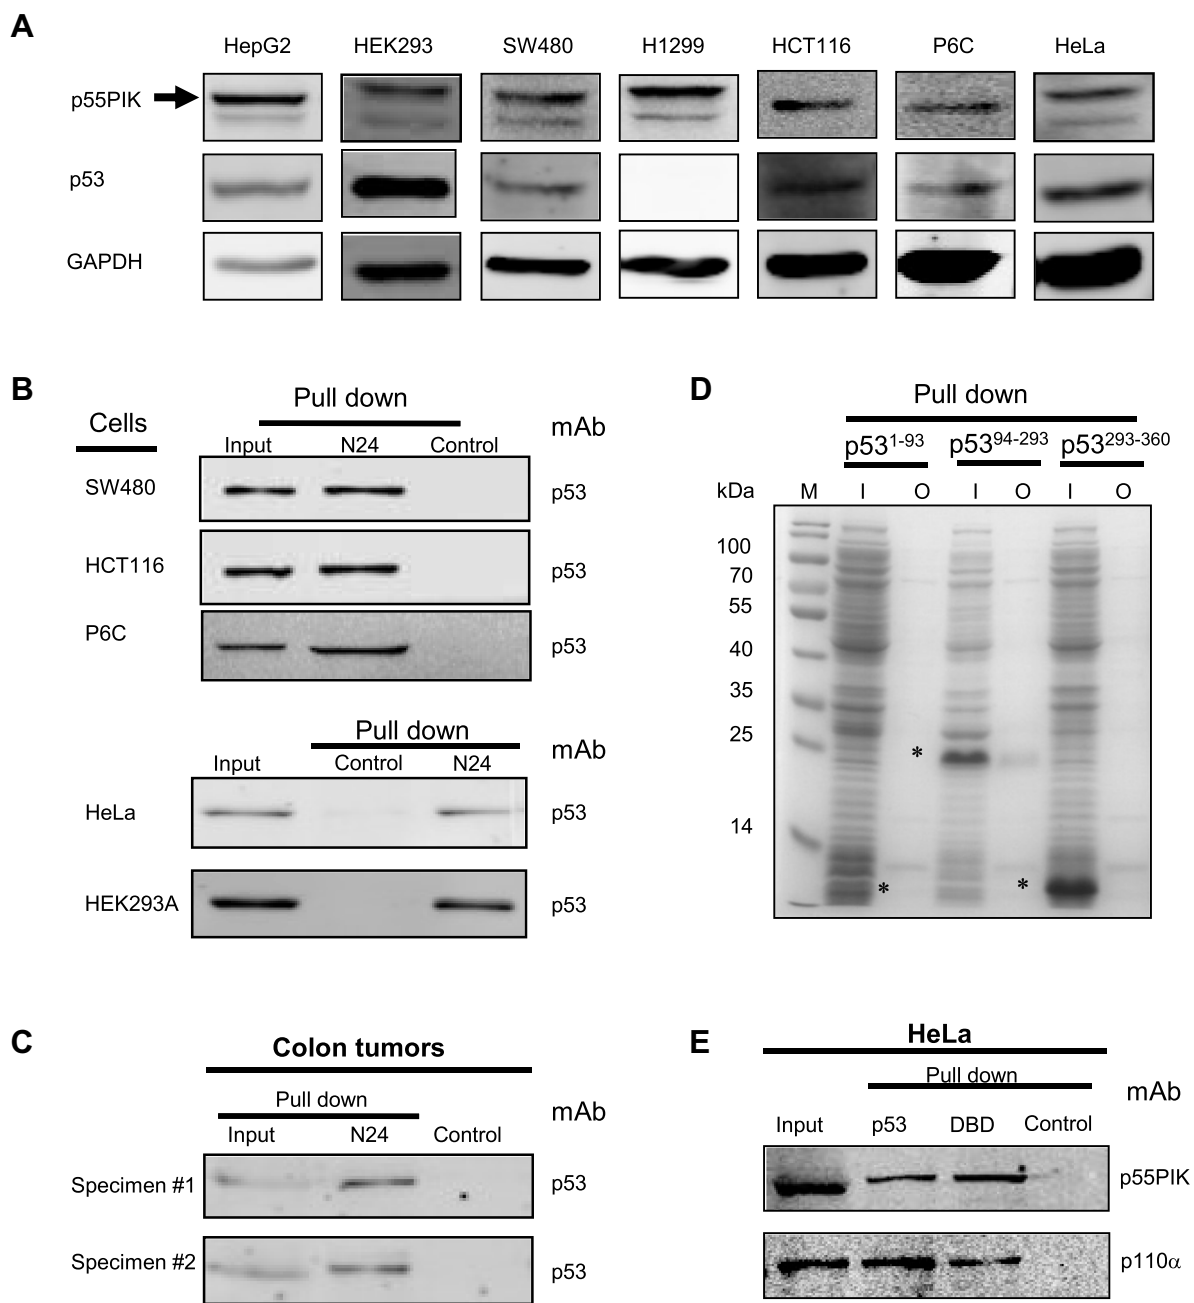 A
HepG2 HEK293 SW480 H1299 HCT116 P6C HeLa
p55PIK
p53
GAPDH
B
Pull down
Cells
mAb
Input N24 Control
SW480 p53
HCT116 p53
P6C p53
Pull down
mAb
Input Control N24
HeLa p53
HEK293A p53
D
Pull down
p53¹⁻⁹³ p53⁹⁴⁻²⁹³ p53²⁹³⁻³⁶⁰
kDa M I O I O I O
100
70
55
40
35
25
*
14
* *
C
Colon tumors
Pull down
mAb
Input N24 Control
Specimen #1 p53
Specimen #2 p53
E
HeLa
Pull down
mAb
Input p53 DBD Control
p55PIK
p110α